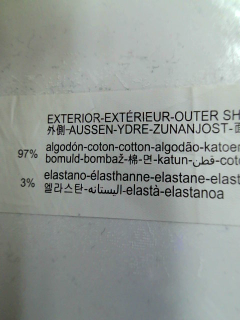 EXTERIOR-EXTÉRIEUR-OUTER SH
外側-AUSSEN-YDRE-ZUNANJOST-
97% algodón-coton-cotton-algodão-katoen
bomuld-bombaž-棉-면-katun-قطن-coto
3% elastano-élasthanne-elastane-elast
엘라스탄-اليستانه-elastà-elastanoa